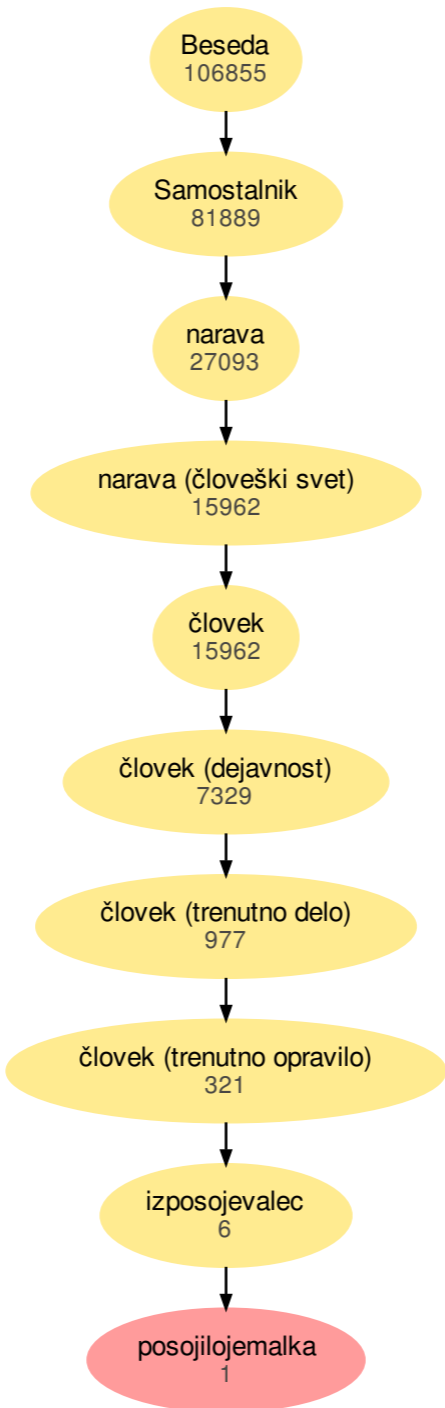 Beseda
106855
Samostalnik
81889
narava
27093
narava (človeški svet)
15962
človek
15962
človek (dejavnost)
7329
človek (trenutno delo)
977
človek (trenutno opravilo)
321
izposojevalec
6
posojilojemalka
1